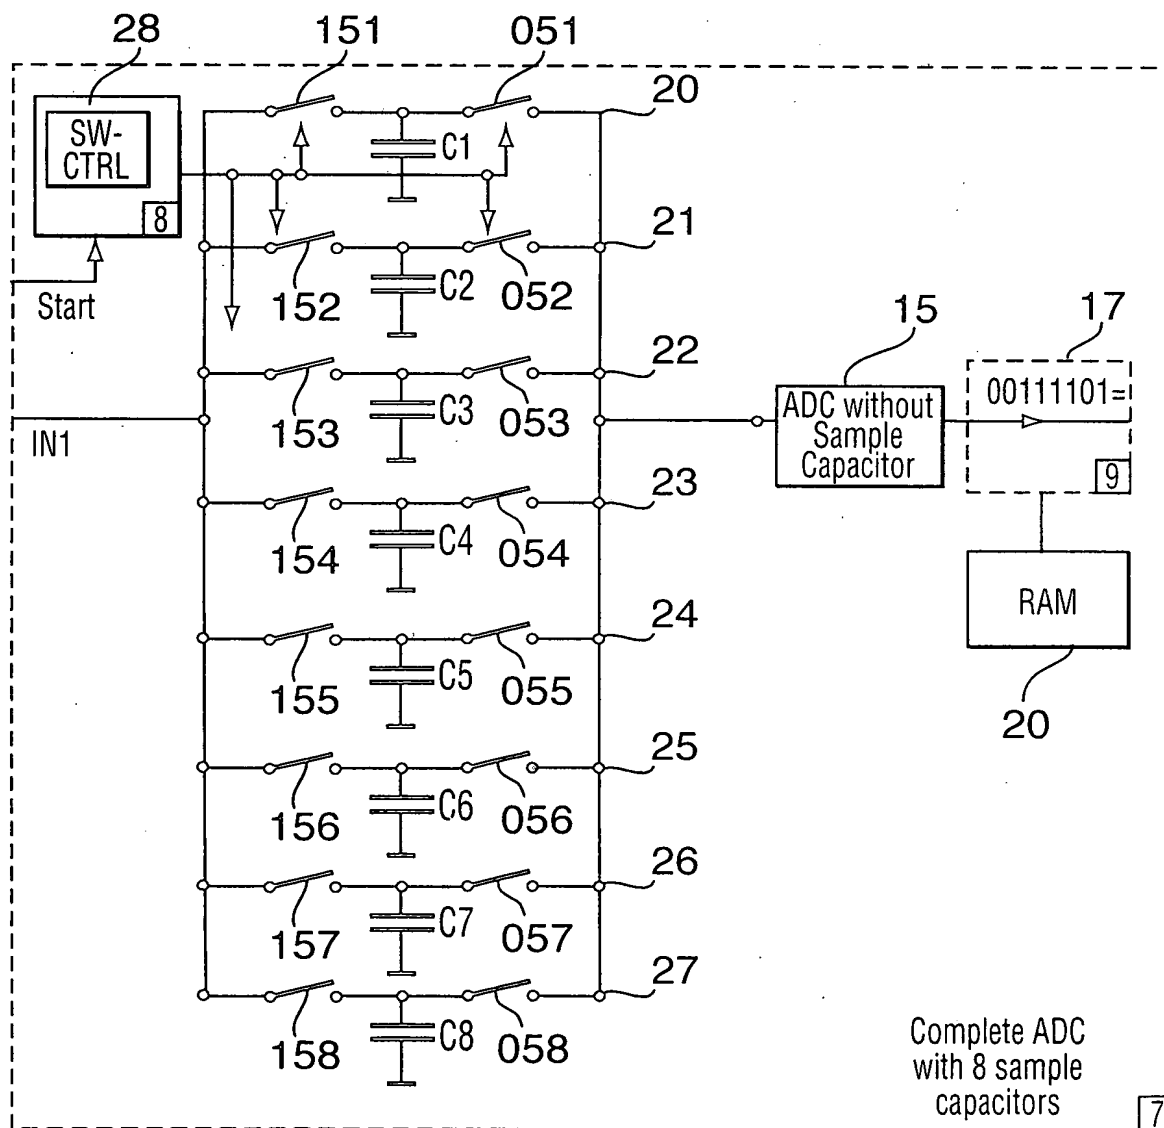 28
151
051
20
SW-
CTRL
8
C1
21
Start
152
C2
052
15
17
22
00111101=
IN1
153
C3
053
ADC without
Sample
Capacitor
9
23
154
C4
054
RAM
24
155
C5
055
20
25
156
C6
056
26
157
C7
057
27
158
C8
058
Complete ADC
with 8 sample
capacitors
7